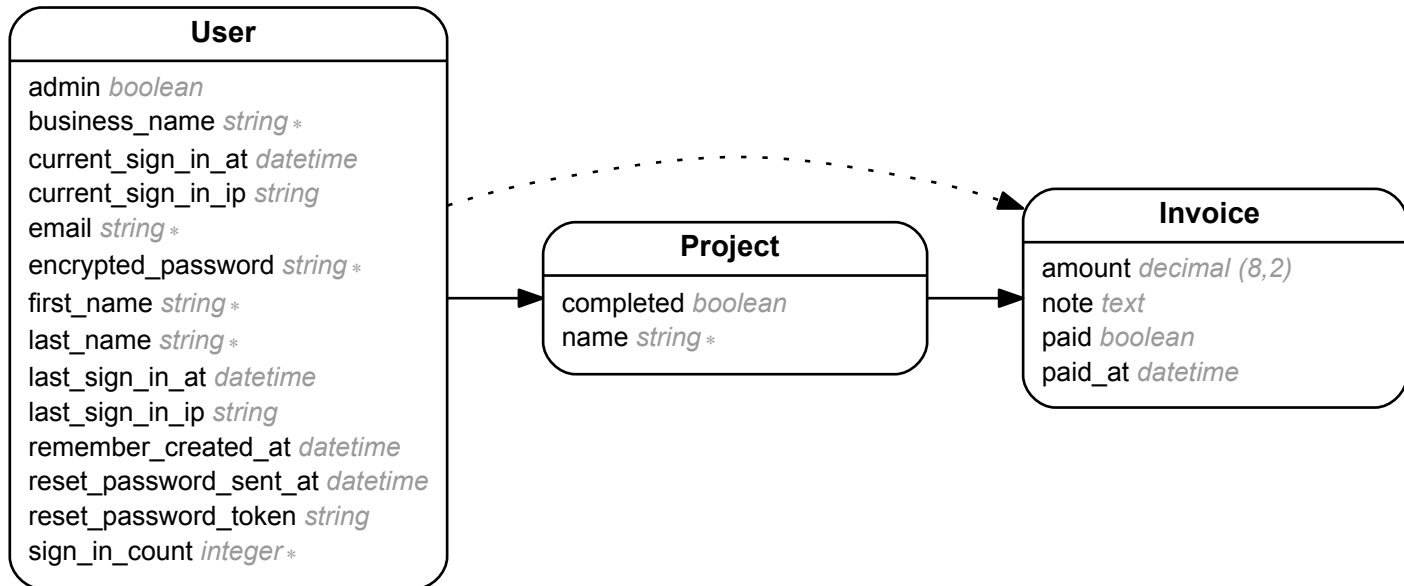 User
admin boolean
business_name string *
current_sign_in_at datetime
current_sign_in_ip string
email string *
encrypted_password string *
first_name string *
last_name string *
last_sign_in_at datetime
last_sign_in_ip string
remember_created_at datetime
reset_password_sent_at datetime
reset_password_token string
sign_in_count integer *
Project
completed boolean
name string *
Invoice
amount decimal (8,2)
note text
paid boolean
paid_at datetime